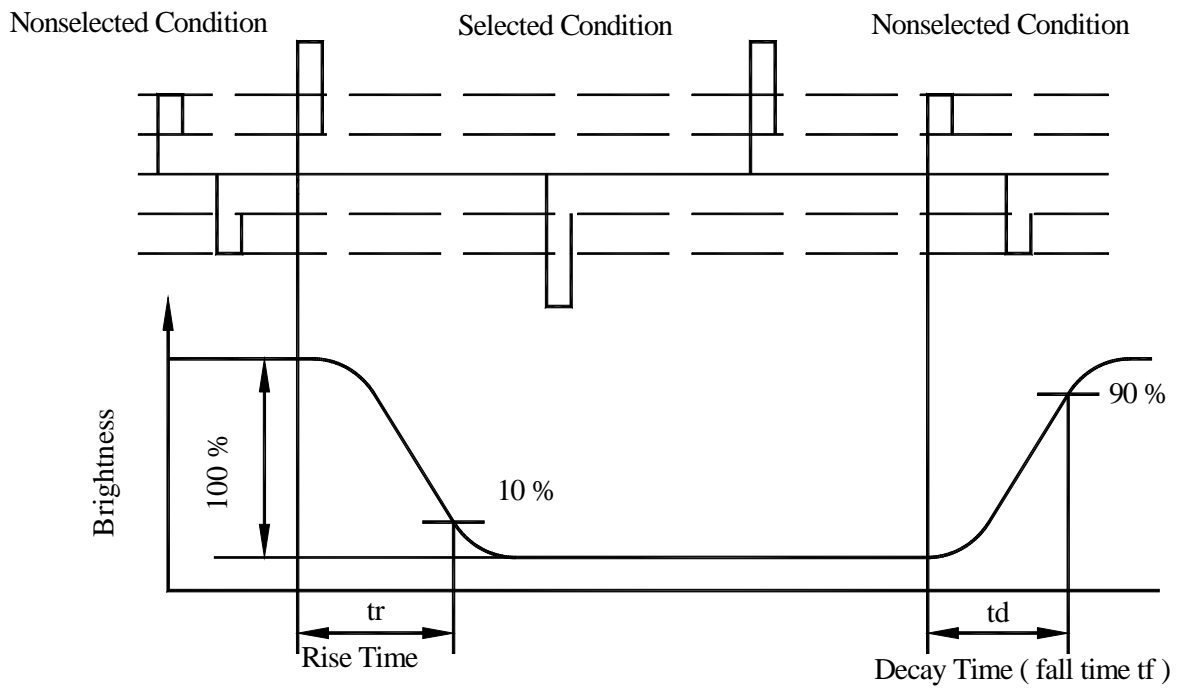 Nonselected Condition
Selected Condition
Nonselected Condition
Brightness
100 %
10 %
90 %
tr
Rise Time
td
Decay Time ( fall time tf )